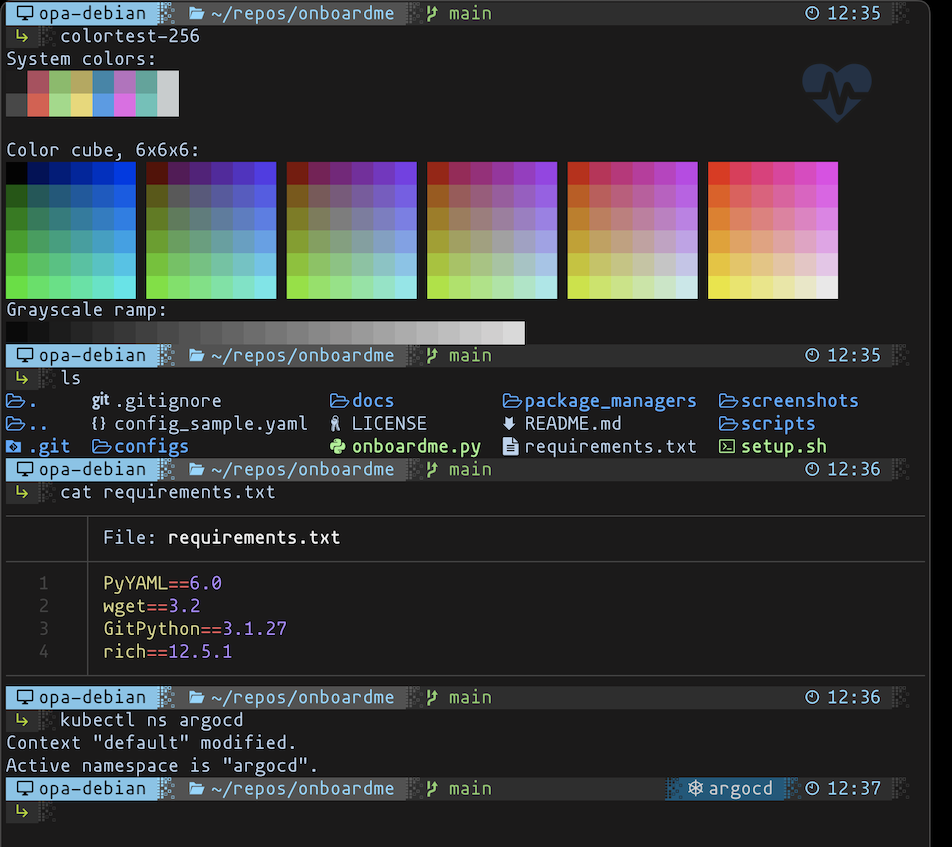 opa-debian ~/repos/onboardme main 12:35
colortest-256
System colors:
Color cube, 6x6x6:
Grayscale ramp:
opa-debian ~/repos/onboardme main 12:35
ls
. git .gitignore docs package_managers screenshots
.. {} config_sample.yaml LICENSE README.md scripts
.git configs onboardme.py requirements.txt setup.sh
opa-debian ~/repos/onboardme main 12:36
cat requirements.txt
File: requirements.txt
1 PyYAML==6.0
2 wget==3.2
3 GitPython==3.1.27
4 rich==12.5.1
opa-debian ~/repos/onboardme main 12:36
kubectl ns argocd
Context "default" modified.
Active namespace is "argocd".
opa-debian ~/repos/onboardme main argocd 12:37